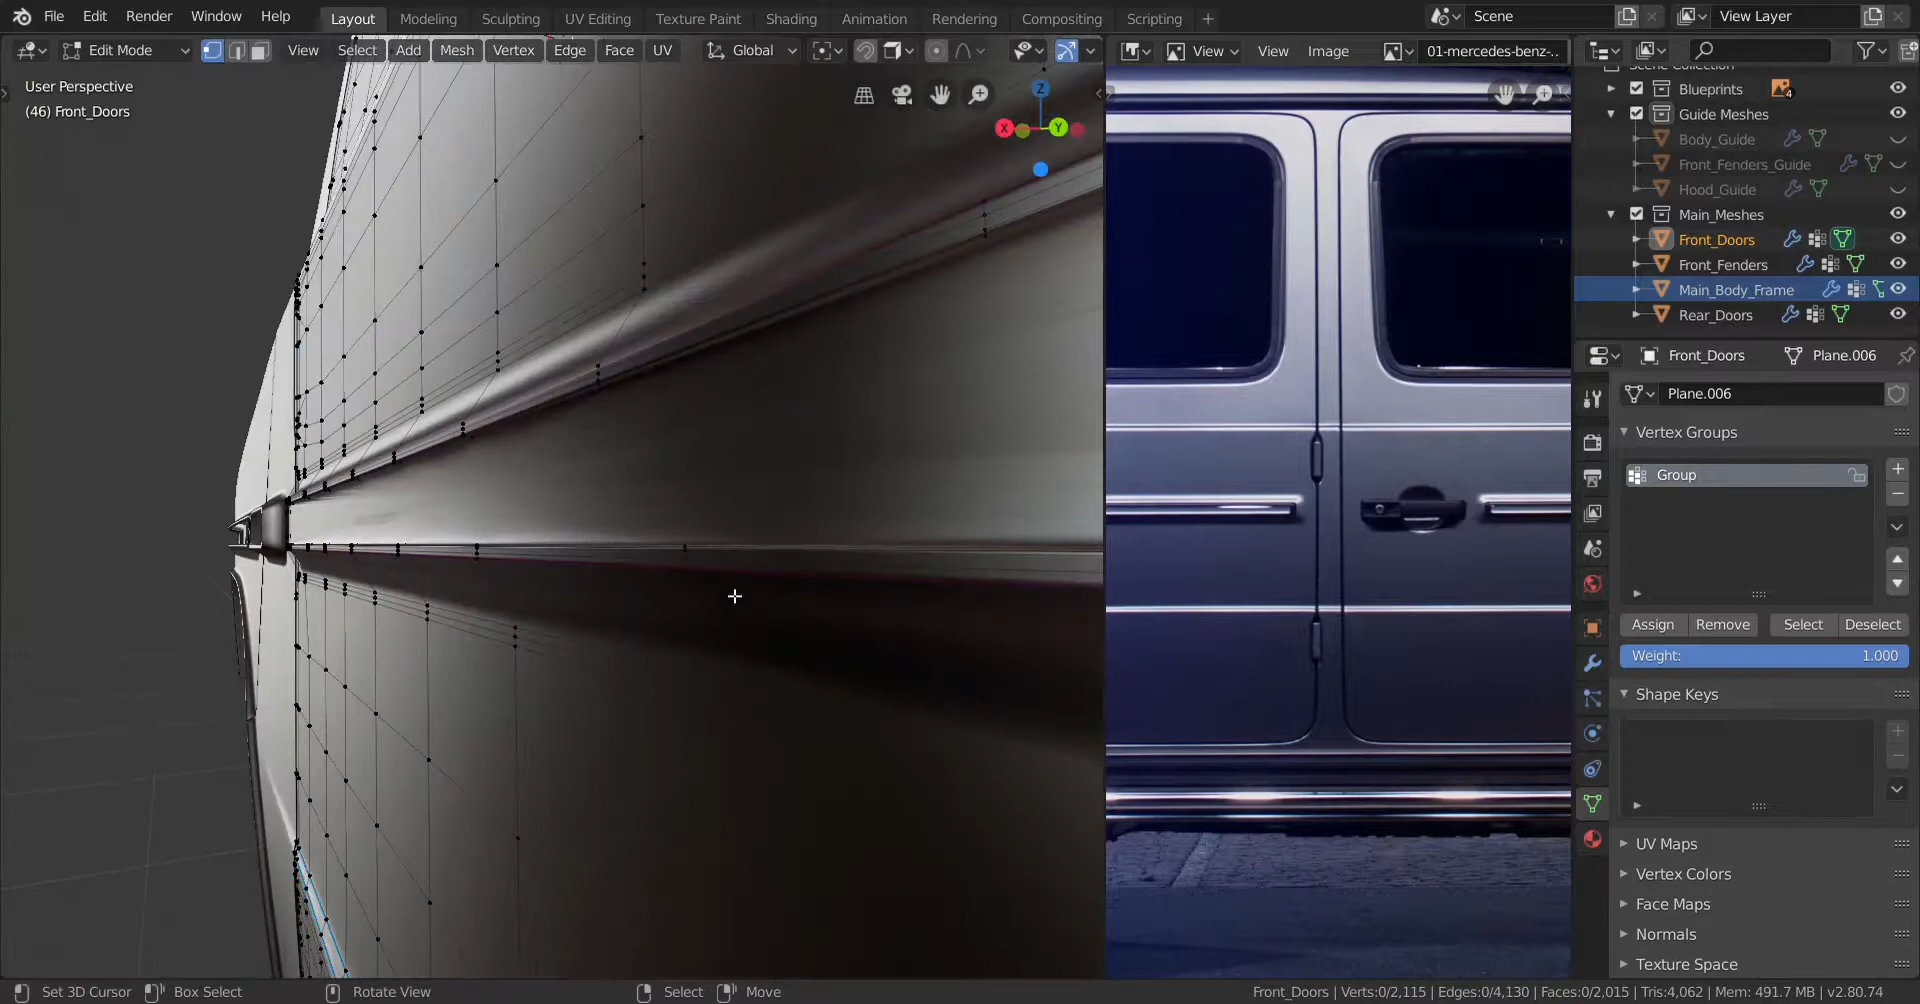 File Edit Render Window Help Layout Modeling Sculpting UV Editing Texture Paint Shading Animation Rendering Compositing Scripting + Scene View Layer
Edit Mode View Select Add Mesh Vertex Edge Face UV Global View View Image 01-mercedes-benz-..
User Perspective
(46) Front_Doors
Z
X
Y
Scene Collection
Blueprints 4
Guide Meshes
Body_Guide
Front_Fenders_Guide
Hood_Guide
Main_Meshes
Front_Doors
Front_Fenders
Main_Body_Frame
Rear_Doors
Front_Doors Plane.006
Plane.006
Vertex Groups
Group
Assign Remove Select Deselect
Weight: 1.000
Shape Keys
UV Maps
Vertex Colors
Face Maps
Normals
Texture Space
Set 3D Cursor Box Select Rotate View Select Move Front_Doors | Verts:0/2,115 | Edges:0/4,130 | Faces:0/2,015 | Tris:4,062 | Mem: 491.7 MB | v2.80.74